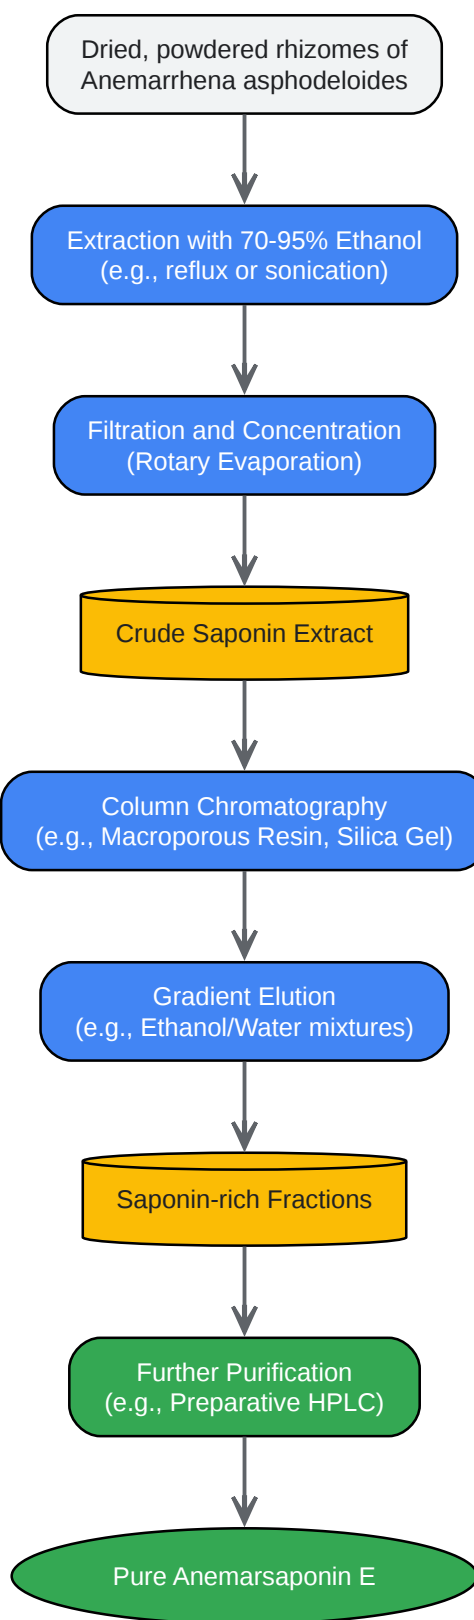 Dried, powdered rhizomes of
Anemarrhena asphodeloides
Extraction with 70-95% Ethanol
(e.g., reflux or sonication)
Filtration and Concentration
(Rotary Evaporation)
Crude Saponin Extract
Column Chromatography
(e.g., Macroporous Resin, Silica Gel)
Gradient Elution
(e.g., Ethanol/Water mixtures)
Saponin-rich Fractions
Further Purification
(e.g., Preparative HPLC)
Pure Anemarsaponin E